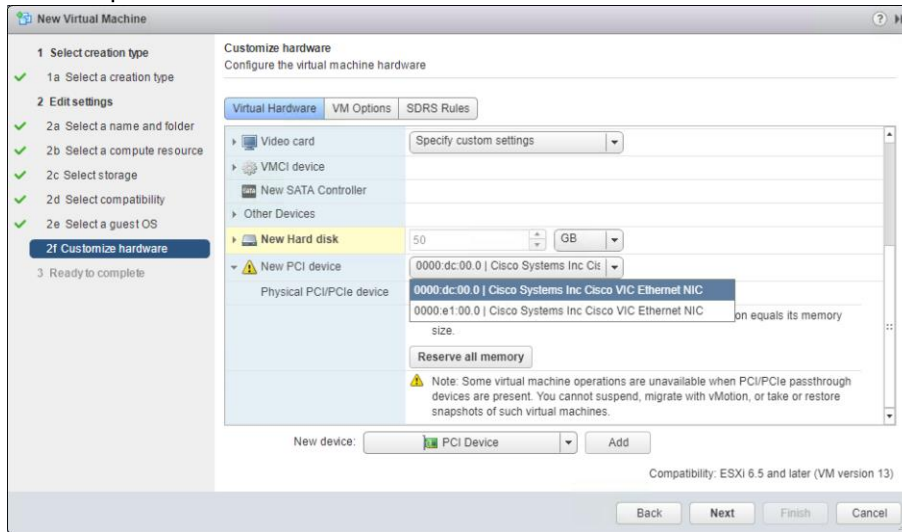 New Virtual Machine
1 Select creation type
1a Select a creation type
2 Edit settings
2a Select a name and folder
2b Select a compute resource
2c Select storage
2d Select compatibility
2e Select a guest OS
2f Customize hardware
3 Ready to complete
Customize hardware
Configure the virtual machine hardware
Virtual Hardware VM Options SDRS Rules
Video card Specify custom settings
VMCI device
SATA New SATA Controller
Other Devices
New Hard disk 50 GB
New PCI device 0000:dc:00.0 | Cisco Systems Inc Cis
Physical PCI/PCIe device 0000:dc:00.0 | Cisco Systems Inc Cisco VIC Ethernet NIC
0000:e1:00.0 | Cisco Systems Inc Cisco VIC Ethernet NIC
on equals its memory
size.
Reserve all memory
Note: Some virtual machine operations are unavailable when PCI/PCIe passthrough
devices are present. You cannot suspend, migrate with vMotion, or take or restore
snapshots of such virtual machines.
New device: PCI Device Add
Compatibility: ESXi 6.5 and later (VM version 13)
Back Next Finish Cancel